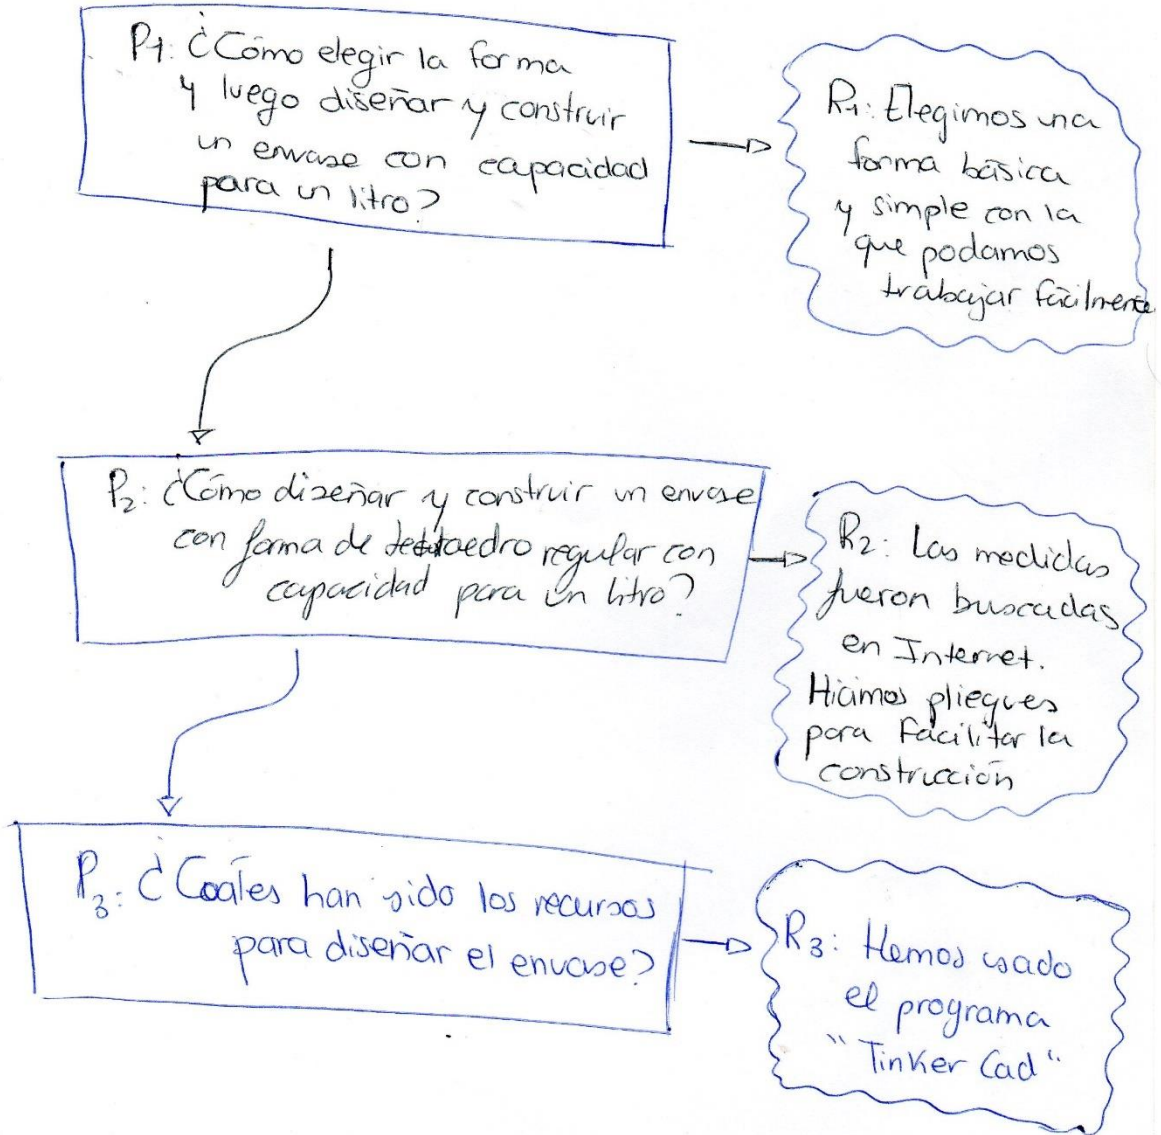 P1: ¿Cómo elegir la forma
y luego diseñar y construir
un envase con capacidad
para un litro?
R1: Elegimos una
forma básica
y simple con la
que podamos
trabajar fácilmente
P2: ¿Cómo diseñar y construir un envase
con forma de tetraedro regular con
capacidad para un litro?
R2: Las medidas
fueron buscadas
en Internet.
Hicimos pliegues
para facilitar la
construcción
P3: ¿Cuáles han sido los recursos
para diseñar el envase?
R3: Hemos usado
el programa
"Tinker Cad"